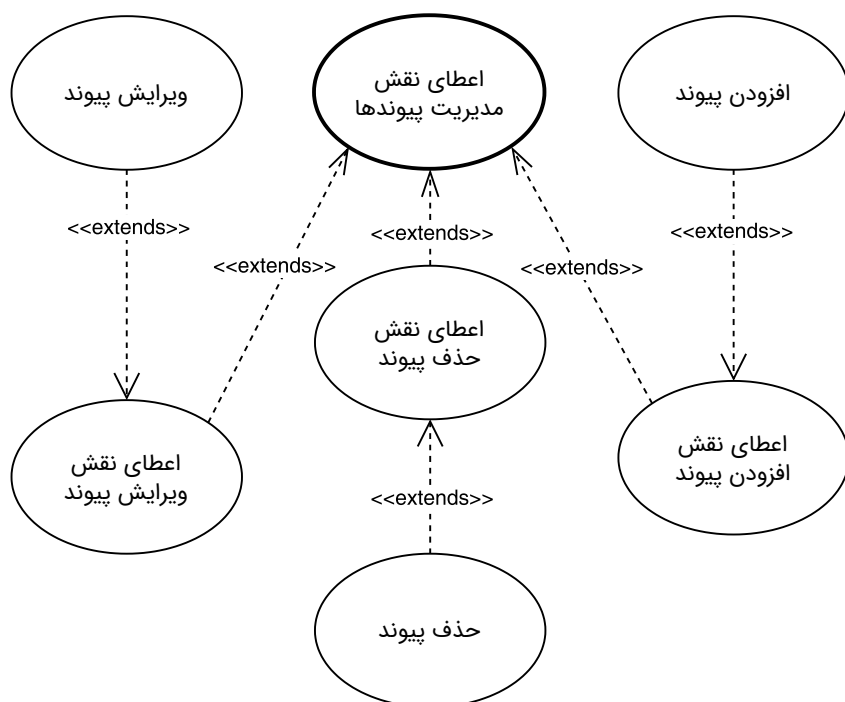 ویرایش پیوند
اعطای نقش
مدیریت پیوندها
افزودن پیوند
<<extends>>
<<extends>>
<<extends>>
<<extends>>
<<extends>>
اعطای نقش
حذف پیوند
اعطای نقش
ویرایش پیوند
اعطای نقش
افزودن پیوند
<<extends>>
حذف پیوند